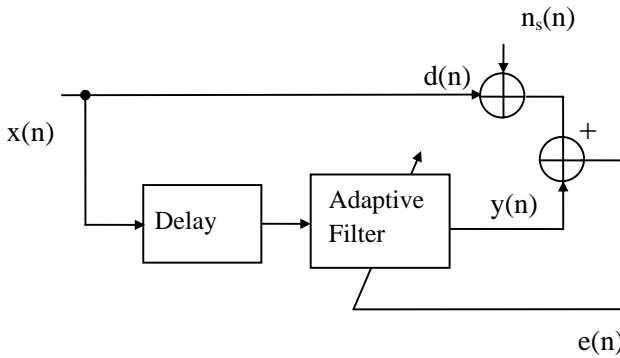 n_s(n)
d(n)
x(n)
+
Delay
Adaptive
Filter
y(n)
e(n)